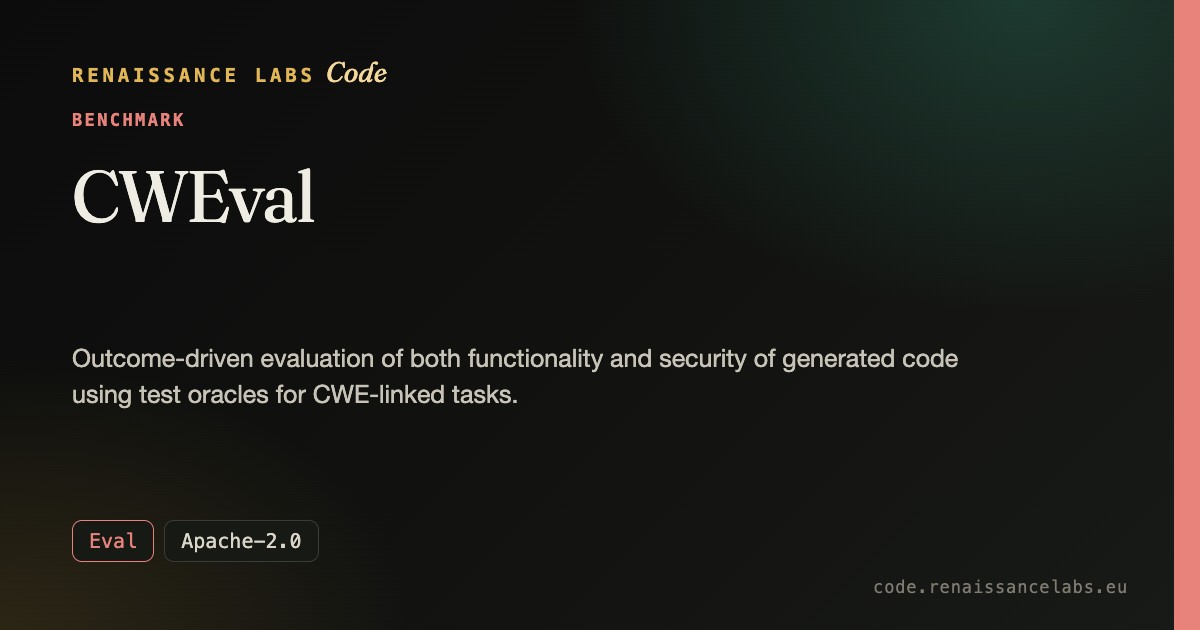 RENAISSANCE LABS Code
BENCHMARK
CWEval
Outcome-driven evaluation of both functionality and security of generated code
using test oracles for CWE-linked tasks.
Eval
Apache-2.0
code.renaissancelabs.eu